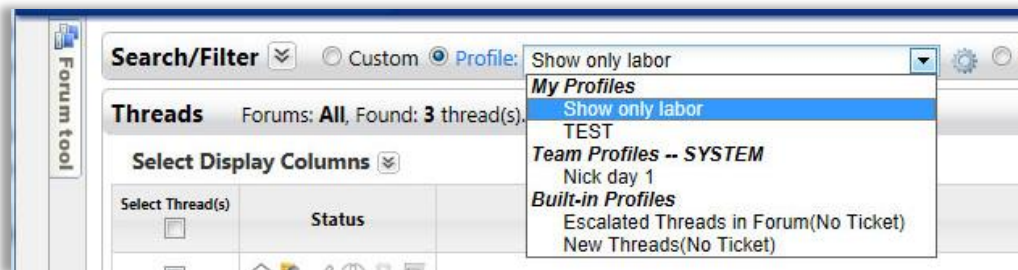 Forum tool
Search/Filter Custom Profile: Show only labor
My Profiles
Show only labor
TEST
Team Profiles -- SYSTEM
Nick day 1
Built-in Profiles
Escalated Threads in Forum(No Ticket)
New Threads(No Ticket)
Threads Forums: All, Found: 3 thread(s).
Select Display Columns
Select Thread(s)
Status